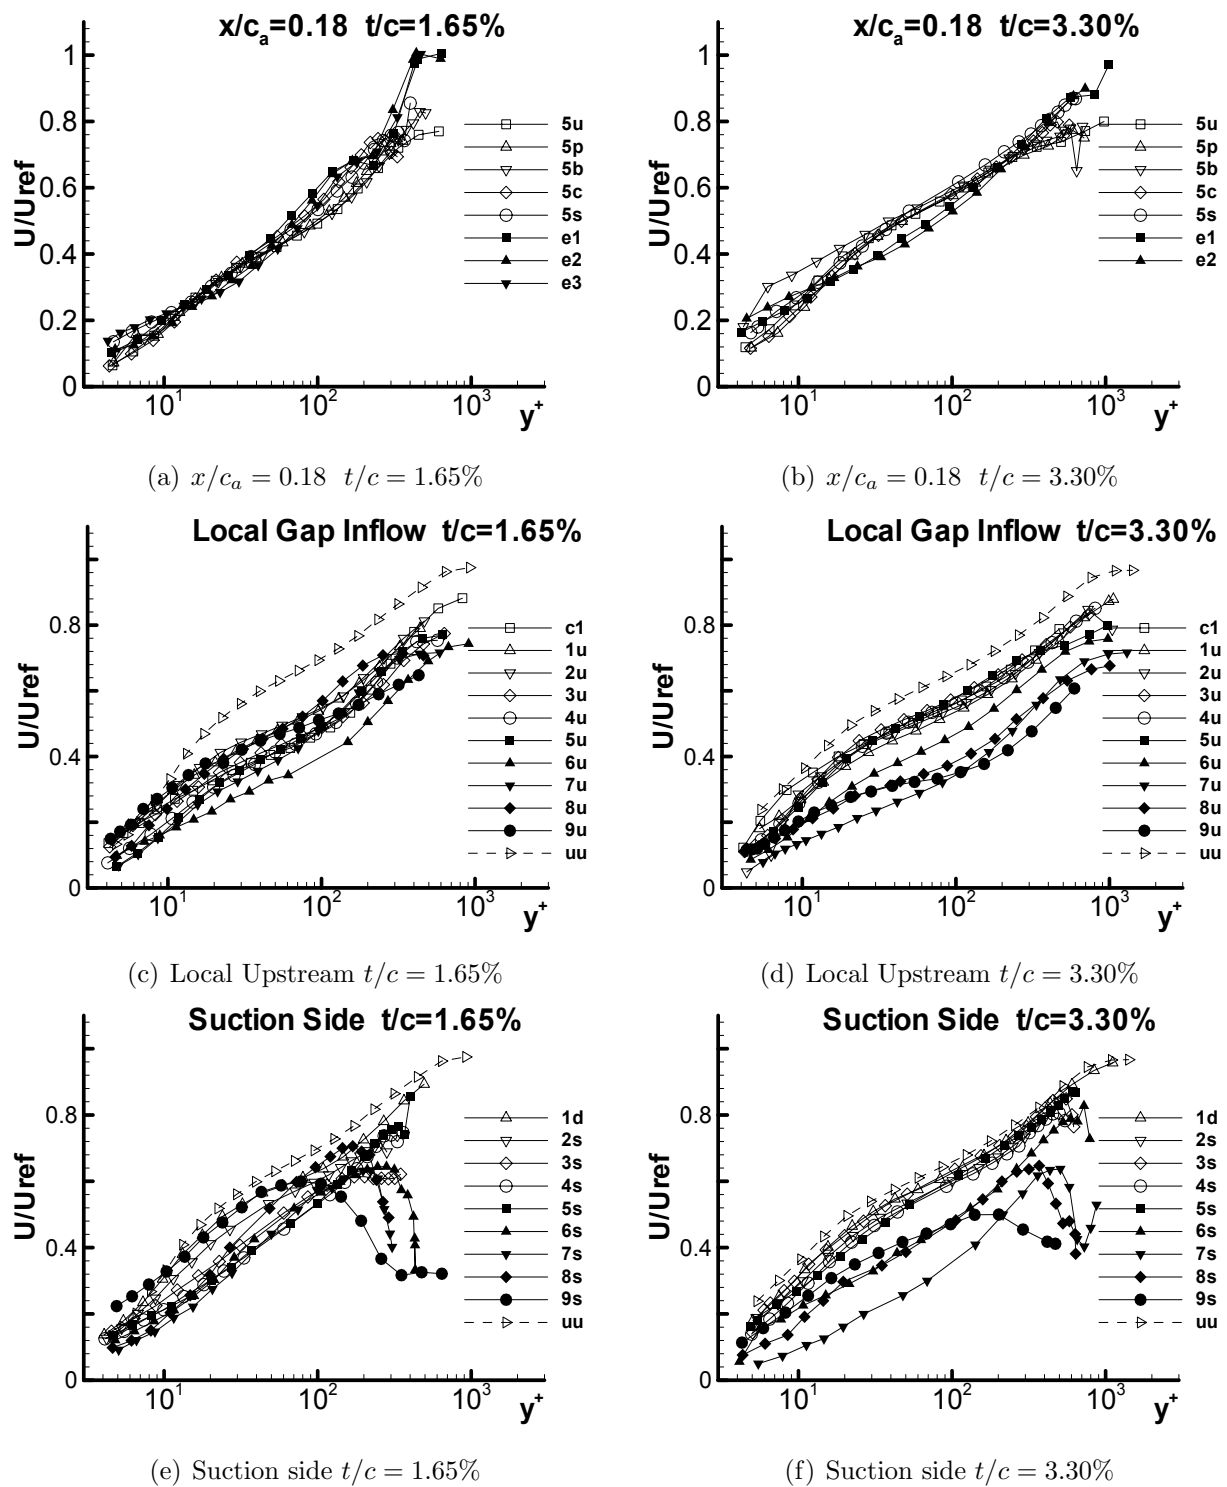 x/cₐ=0.18 t/c=1.65%
U/Uref
1
0.8
0.6
0.4
0.2
0
10¹
10²
10³
y⁺
5u
5p
5b
5c
5s
e1
e2
e3
(a) x/cₐ = 0.18 t/c = 1.65%
x/cₐ=0.18 t/c=3.30%
U/Uref
1
0.8
0.6
0.4
0.2
0
10¹
10²
10³
y⁺
5u
5p
5b
5c
5s
e1
e2
(b) x/cₐ = 0.18 t/c = 3.30%
Local Gap Inflow t/c=1.65%
U/Uref
0.8
0.4
0
10¹
10²
10³
y⁺
c1
1u
2u
3u
4u
5u
6u
7u
8u
9u
uu
(c) Local Upstream t/c = 1.65%
Local Gap Inflow t/c=3.30%
U/Uref
0.8
0.4
0
10¹
10²
10³
y⁺
c1
1u
2u
3u
4u
5u
6u
7u
8u
9u
uu
(d) Local Upstream t/c = 3.30%
Suction Side t/c=1.65%
U/Uref
0.8
0.4
0
10¹
10²
10³
y⁺
1d
2s
3s
4s
5s
6s
7s
8s
9s
uu
(e) Suction side t/c = 1.65%
Suction Side t/c=3.30%
U/Uref
0.8
0.4
0
10¹
10²
10³
y⁺
1d
2s
3s
4s
5s
6s
7s
8s
9s
uu
(f) Suction side t/c = 3.30%